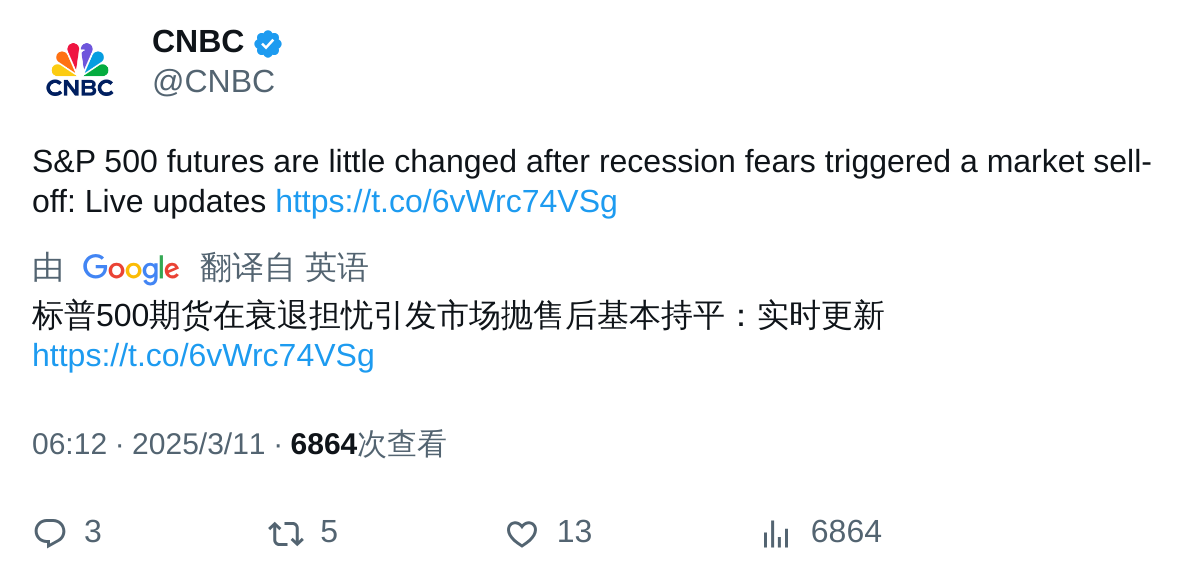 CNBC
CNBC
@CNBC
S&P 500 futures are little changed after recession fears triggered a market sell-
off: Live updates https://t.co/6vWrc74VSg
由 Google 翻译自 英语
标普500期货在衰退担忧引发市场抛售后基本持平：实时更新
https://t.co/6vWrc74VSg
06:12 · 2025/3/11 · 6864次查看
3 5 13 6864